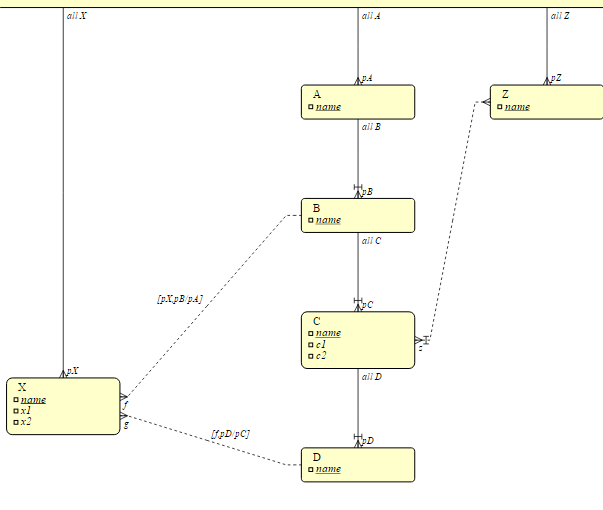 all X
all A
all Z
pA
pZ
A
name
Z
name
all B
pB
B
name
all C
[pX,pB/pA]
pC
C
name
c1
c2
s
pX
all D
X
name
x1
x2
f
g
[f,pD/pC]
pD
D
name